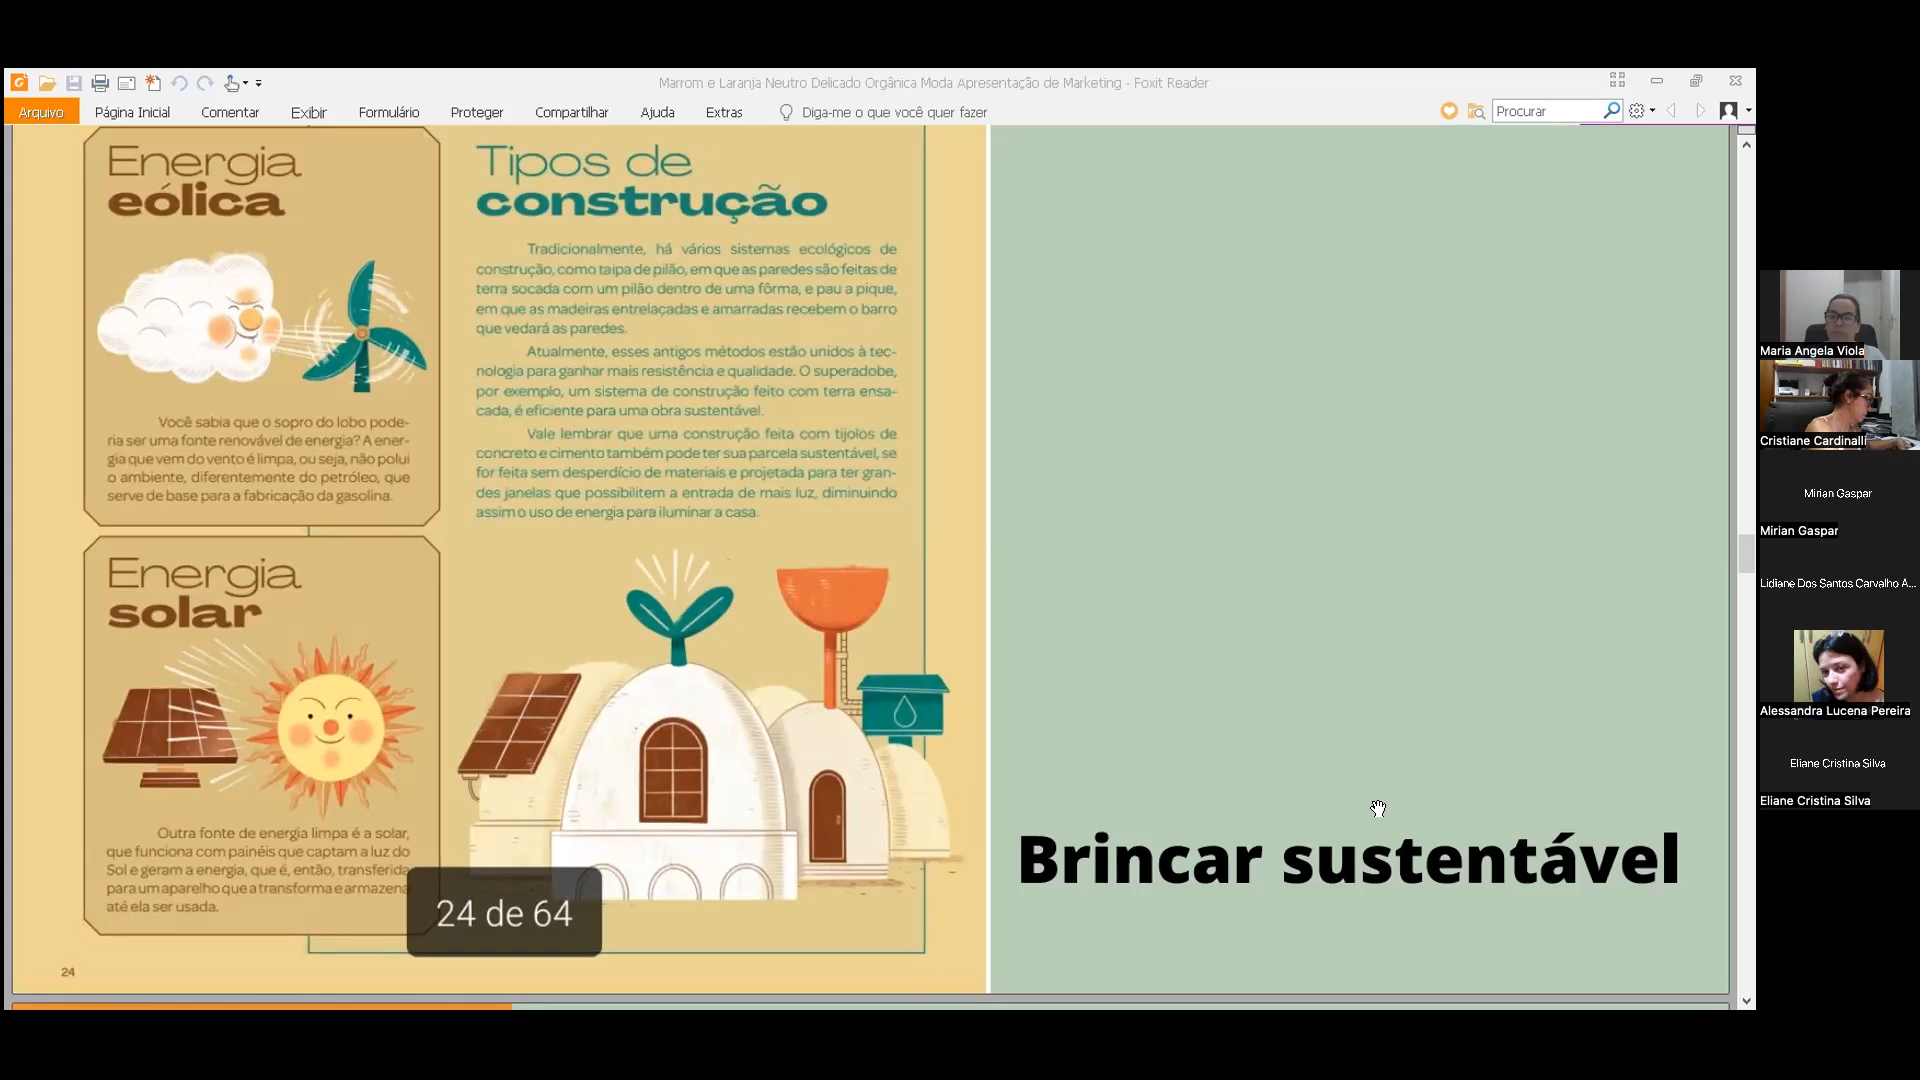 Marrom e Laranja Neutro Delicado Orgânica Moda Apresentação de Marketing - Foxit Reader
Arquivo Página Inicial Comentar Exibir Formulário Proteger Compartilhar Ajuda Extras Diga-me o que você quer fazer Procurar
Energia
eólica
Você sabia que o sopro do lobo pode-
ria ser uma fonte renovável de energia? A ener-
gia que vem do vento é limpa, ou seja, não polui
o ambiente, diferentemente do petróleo, que
serve de base para a fabricação da gasolina.
Energia
solar
Outra fonte de energia limpa é a solar,
que funciona com painéis que captam a luz do
Sol e geram a energia, que é, então, transferida
para um aparelho que a transforma e armazena
até ela ser usada.
24
Tipos de
construção
Tradicionalmente, há vários sistemas ecológicos de
construção, como taipa de pilão, em que as paredes são feitas de
terra socada com um pilão dentro de uma fôrma, e pau a pique,
em que as madeiras entrelaçadas e amarradas recebem o barro
que vedará as paredes.
Atualmente, esses antigos métodos estão unidos à tec-
nologia para ganhar mais resistência e qualidade. O superadobe,
por exemplo, um sistema de construção feito com terra ensa-
cada, é eficiente para uma obra sustentável.
Vale lembrar que uma construção feita com tijolos de
concreto e cimento também pode ter sua parcela sustentável, se
for feita sem desperdício de materiais e projetada para ter gran-
des janelas que possibilitem a entrada de mais luz, diminuindo
assim o uso de energia para iluminar a casa.
24 de 64
Brincar sustentável
Maria Angela Viola
Cristiane Cardinalli
Mirian Gaspar
Mirian Gaspar
Lidiane Dos Santos Carvalho A...
Alessandra Lucena Pereira
Eliane Cristina Silva
Eliane Cristina Silva